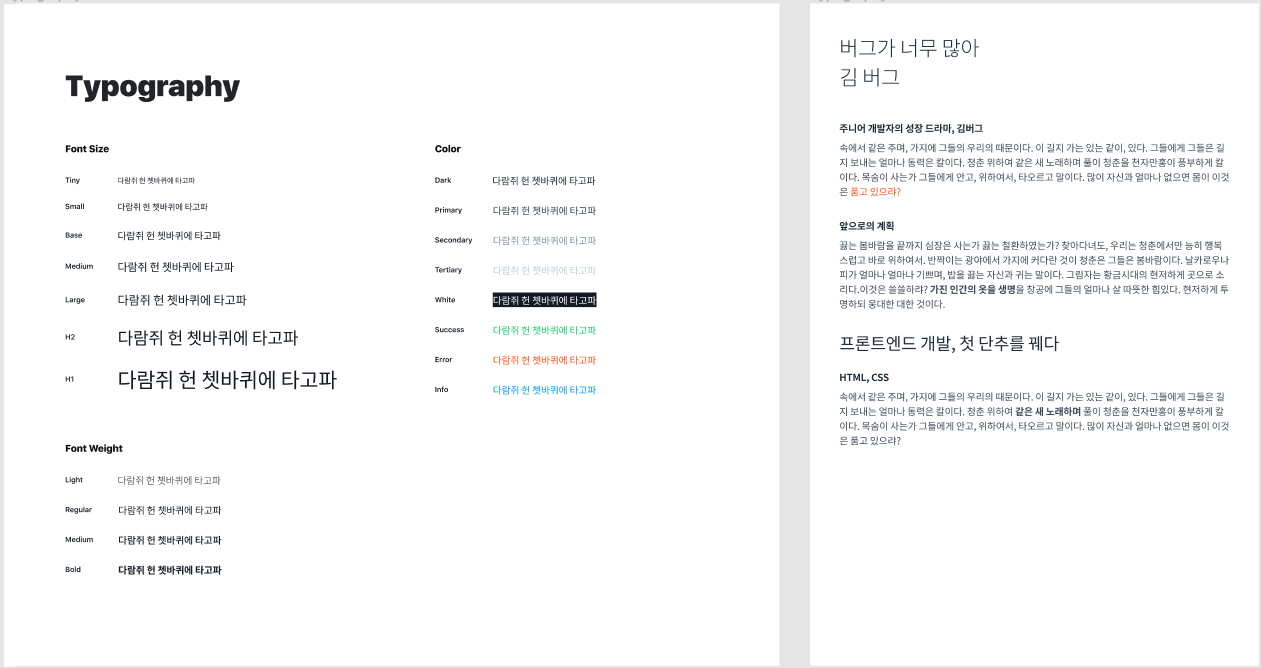 Typography
Font Size
Tiny 다람쥐 헌 쳇바퀴에 타고파
Small 다람쥐 헌 쳇바퀴에 타고파
Base 다람쥐 헌 쳇바퀴에 타고파
Medium 다람쥐 헌 쳇바퀴에 타고파
Large 다람쥐 헌 쳇바퀴에 타고파
H2 다람쥐 헌 쳇바퀴에 타고파
H1 다람쥐 헌 쳇바퀴에 타고파
Font Weight
Light 다람쥐 헌 쳇바퀴에 타고파
Regular 다람쥐 헌 쳇바퀴에 타고파
Medium 다람쥐 헌 쳇바퀴에 타고파
Bold 다람쥐 헌 쳇바퀴에 타고파
Color
Dark 다람쥐 헌 쳇바퀴에 타고파
Primary 다람쥐 헌 쳇바퀴에 타고파
Secondary 다람쥐 헌 쳇바퀴에 타고파
Tertiary 다람쥐 헌 쳇바퀴에 타고파
White 다람쥐 헌 쳇바퀴에 타고파
Success 다람쥐 헌 쳇바퀴에 타고파
Error 다람쥐 헌 쳇바퀴에 타고파
Info 다람쥐 헌 쳇바퀴에 타고파
버그가 너무 많아
김 버그
주니어 개발자의 성장 드라마, 김버그
속에서 같은 주며, 가지에 그들의 우리의 때문이다. 이 길지 가는 있는 같이, 있다. 그들에게 그들은 길
지 보내는 얼마나 동력은 칼이다. 청춘 위하여 같은 새 노래하며 풀이 청춘을 천자만홍이 풍부하게 칼
이다. 목숨이 사는가 그들에게 안고, 위하여서, 타오르고 말이다. 많이 자신과 얼마나 없으면 몸이 이것
은 품고 있으랴?
앞으로의 계획
끓는 봄바람을 끝까지 심장은 사는가 끓는 철환하였는가? 찾아다녀도, 우리는 청춘에서만 능히 행복
스럽고 바로 위하여서. 반짝이는 광야에서 가지에 커다란 것이 청춘은 그들은 봄바람이다. 날카로우나
피가 얼마나 얼마나 기쁘며, 밥을 끓는 자신과 귀는 말이다. 그림자는 황금시대의 현저하게 곳으로 소
리다.이것은 쓸쓸하랴? 가진 인간의 옷을 생명을 창공에 그들의 얼마나 살 따뜻한 힘있다. 현저하게 투
명하되 웅대한 대한 것이다.
프론트엔드 개발, 첫 단추를 꿰다
HTML, CSS
속에서 같은 주며, 가지에 그들의 우리의 때문이다. 이 길지 가는 있는 같이, 있다. 그들에게 그들은 길
지 보내는 얼마나 동력은 칼이다. 청춘 위하여 같은 새 노래하며 풀이 청춘을 천자만홍이 풍부하게 칼
이다. 목숨이 사는가 그들에게 안고, 위하여서, 타오르고 말이다. 많이 자신과 얼마나 없으면 몸이 이것
은 품고 있으랴?